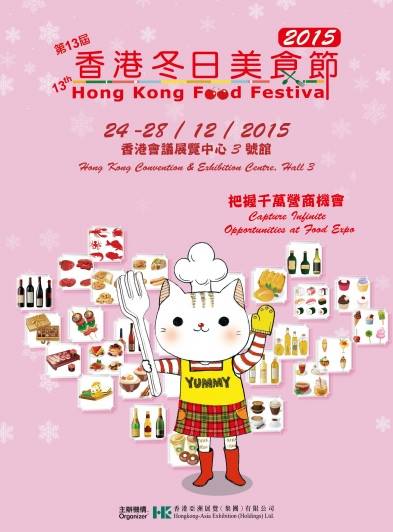 第13屆
13th
香港冬日美食節
2015
Hong Kong Food Festival
24-28 / 12 / 2015
香港會議展覽中心 3 號館
Hong Kong Convention & Exhibition Centre, Hall 3
把握千萬營商機會
Capture Infinite
Opportunities at Food Expo
YUMMY
主辦機構:
Organizer
香港亞洲展覽(集團)有限公司
Hongkong-Asia Exhibition (Holdings) Ltd.